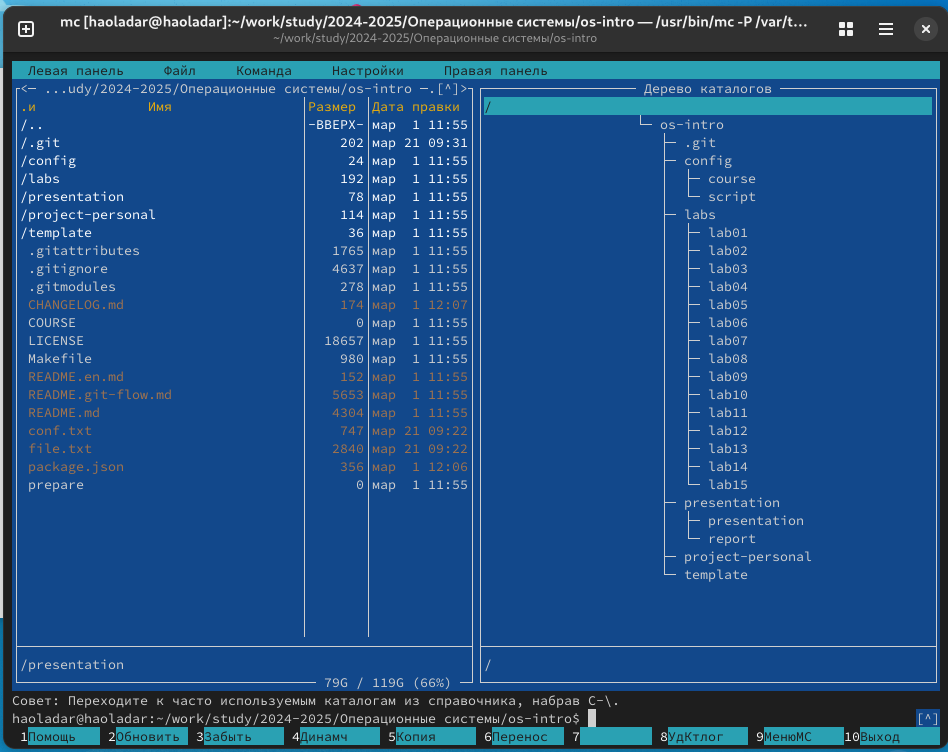 mc [haoladar@haoladar]:~/work/study/2024-2025/Операционные системы/os-intro — /usr/bin/mc -P /var/t...
~/work/study/2024-2025/Операционные системы/os-intro
Левая панель Файл Команда Настройки Правая панель
<— ...udy/2024-2025/Операционные системы/os-intro —.[^]>
.и Имя Размер Дата правки
/.. -ВВЕРХ- мар 1 11:55
/.git 202 мар 21 09:31
/config 24 мар 1 11:55
/labs 192 мар 1 11:55
/presentation 78 мар 1 11:55
/project-personal 114 мар 1 11:55
/template 36 мар 1 11:55
.gitattributes 1765 мар 1 11:55
.gitignore 4637 мар 1 11:55
.gitmodules 278 мар 1 11:55
CHANGELOG.md 174 мар 1 12:07
COURSE 0 мар 1 11:55
LICENSE 18657 мар 1 11:55
Makefile 980 мар 1 11:55
README.en.md 152 мар 1 11:55
README.git-flow.md 5653 мар 1 11:55
README.md 4304 мар 1 11:55
conf.txt 747 мар 21 09:22
file.txt 2840 мар 21 09:22
package.json 356 мар 1 12:06
prepare 0 мар 1 11:55
/presentation
79G / 119G (66%)
Дерево каталогов
/
os-intro
.git
config
course
script
labs
lab01
lab02
lab03
lab04
lab05
lab06
lab07
lab08
lab09
lab10
lab11
lab12
lab13
lab14
lab15
presentation
presentation
report
project-personal
template
/
Совет: Переходите к часто используемым каталогам из справочника, набрав C-\.
haoladar@haoladar:~/work/study/2024-2025/Операционные системы/os-intro$ [^]
1Помощь 2Обновить 3Забыть 4Динамч 5Копия 6Перенос 7 8УдКтлог 9МенюMC 10Выход